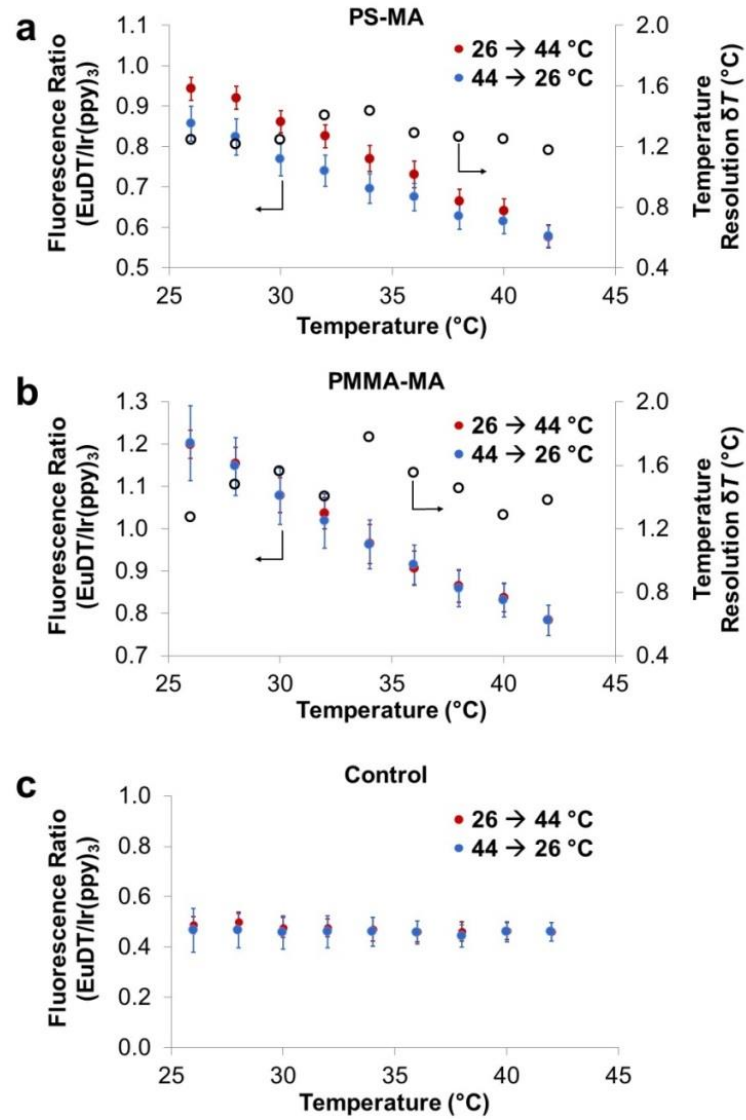 a
PS-MA
Fluorescence Ratio
(EuDT/Ir(ppy)₃
1.1
1.0
0.9
0.8
0.7
0.6
0.5
26 → 44 °C
44 → 26 °C
2.0
1.6
1.2
0.8
0.4
Temperature
Resolution δT (°C)
25 30 35 40 45
Temperature (°C)
b
PMMA-MA
Fluorescence Ratio
(EuDT/Ir(ppy)₃
1.3
1.2
1.1
1.0
0.9
0.8
0.7
26 → 44 °C
44 → 26 °C
2.0
1.6
1.2
0.8
0.4
Temperature
Resolution δT (°C)
25 30 35 40 45
Temperature (°C)
c
Control
Fluorescence Ratio
(EuDT/Ir(ppy)₃
1.0
0.8
0.6
0.4
0.2
0.0
26 → 44 °C
44 → 26 °C
25 30 35 40 45
Temperature (°C)